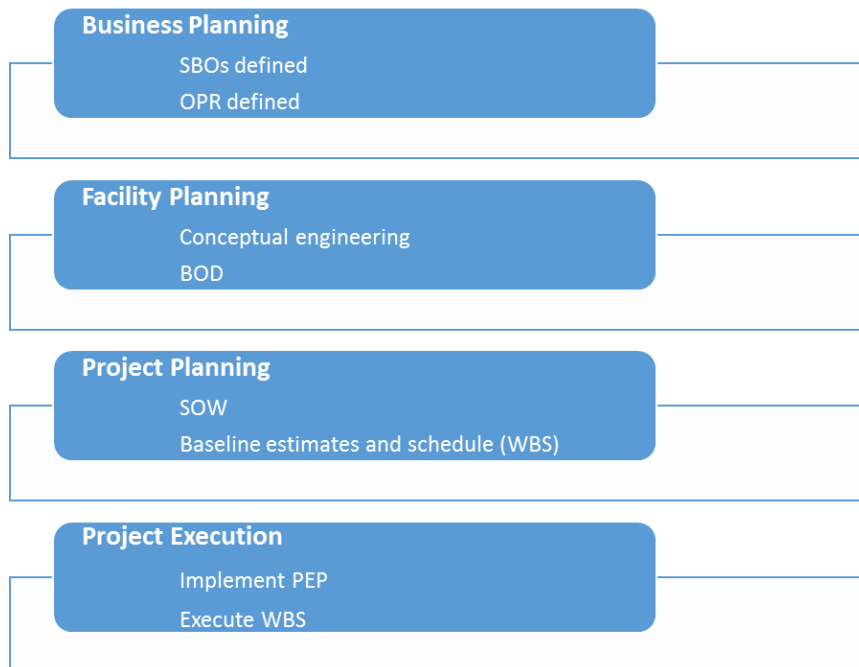 Business Planning
SBOs defined
OPR defined
Facility Planning
Conceptual engineering
BOD
Project Planning
SOW
Baseline estimates and schedule (WBS)
Project Execution
Implement PEP
Execute WBS